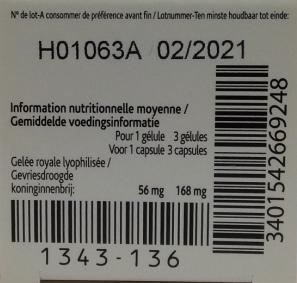 N° de lot-A consommer de préférence avant fin / Lotnummer-Ten minste houdbaar tot einde:
H01063A 02/2021
Information nutritionnelle moyenne /
Gemiddelde voedingsinformatie
Pour 1 gélule 3 gélules
Voor 1 capsule 3 capsules
Gelée royale lyophilisée /
Gevriesdroogde
koninginnenbrij: 56 mg 168 mg
1343-136
3401542669248